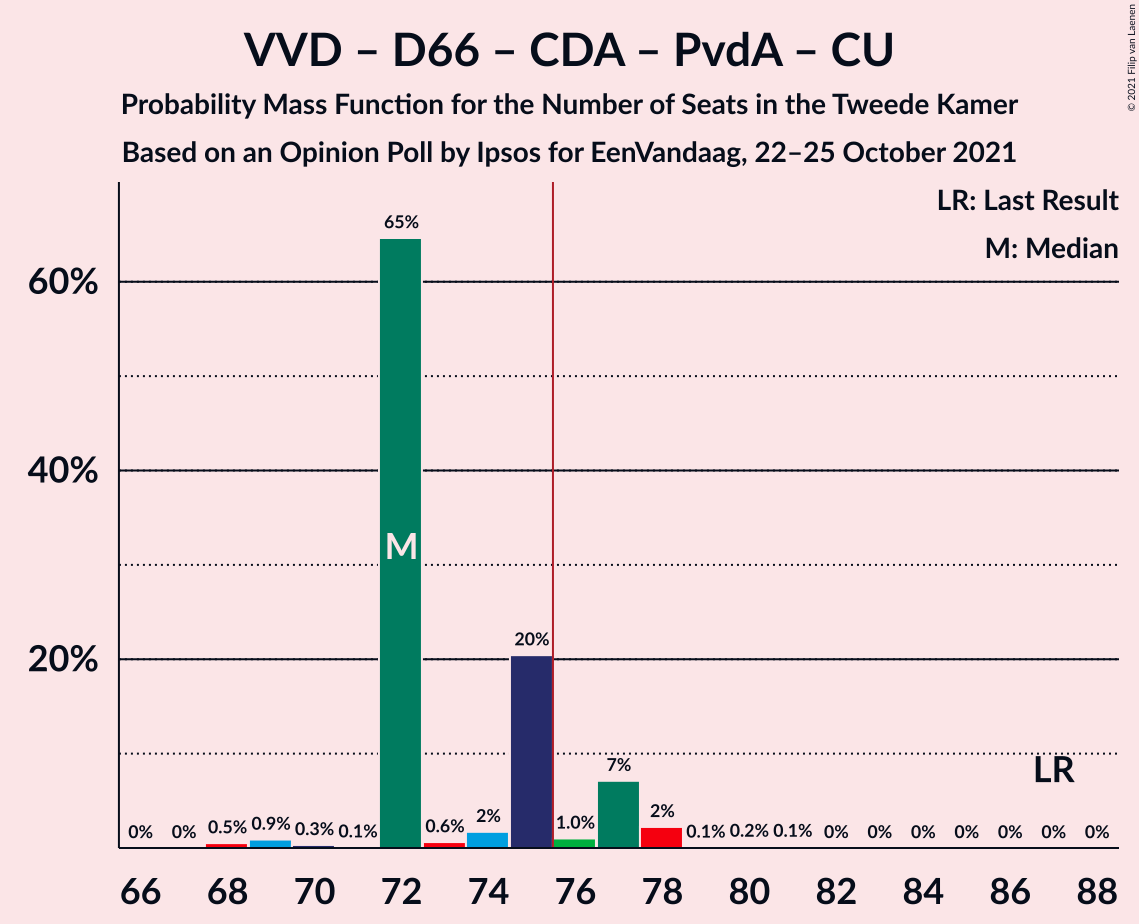 VVD – D66 – CDA – PvdA – CU
Probability Mass Function for the Number of Seats in the Tweede Kamer
Based on an Opinion Poll by Ipsos for EenVandaag, 22–25 October 2021
© 2021 Filip van Laenen
LR: Last Result
M: Median
60%
40%
20%
0% 0% 0.5% 0.9% 0.3% 0.1% 65% 0.6% 2% 20% 1.0% 7% 2% 0.1% 0.2% 0.1% 0% 0% 0% 0% 0% 0% 0%
M
LR
66 68 70 72 74 76 78 80 82 84 86 88